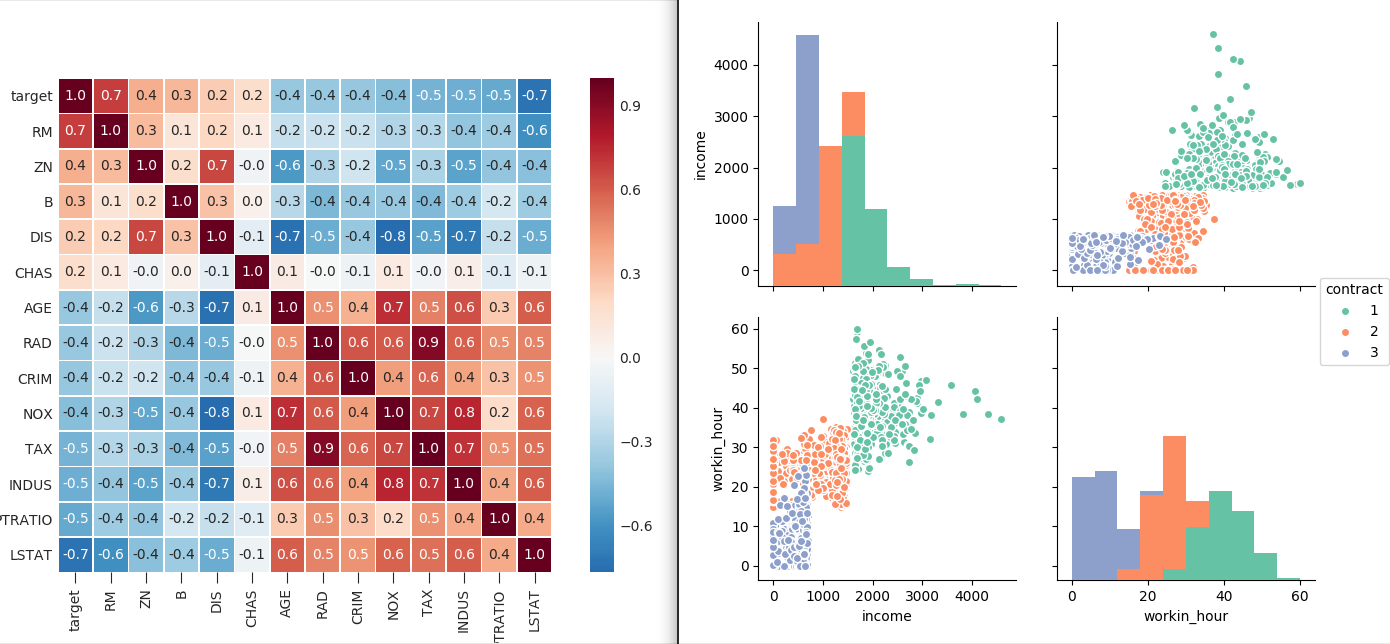 target 1.0 0.7 0.4 0.3 0.2 0.2 -0.4 -0.4 -0.4 -0.4 -0.5 -0.5 -0.5 -0.7
RM 0.7 1.0 0.3 0.1 0.2 0.1 -0.2 -0.2 -0.2 -0.3 -0.3 -0.4 -0.4 -0.6
ZN 0.4 0.3 1.0 0.2 0.7 -0.0 -0.6 -0.3 -0.2 -0.5 -0.3 -0.5 -0.4 -0.4
B 0.3 0.1 0.2 1.0 0.3 0.0 -0.3 -0.4 -0.4 -0.4 -0.4 -0.4 -0.2 -0.4
DIS 0.2 0.2 0.7 0.3 1.0 -0.1 -0.7 -0.5 -0.4 -0.8 -0.5 -0.7 -0.2 -0.5
CHAS 0.2 0.1 -0.0 0.0 -0.1 1.0 0.1 -0.0 -0.1 0.1 -0.0 0.1 -0.1 -0.1
AGE -0.4 -0.2 -0.6 -0.3 -0.7 0.1 1.0 0.5 0.4 0.7 0.5 0.6 0.3 0.6
RAD -0.4 -0.2 -0.3 -0.4 -0.5 -0.0 0.5 1.0 0.6 0.6 0.9 0.6 0.5 0.5
CRIM -0.4 -0.2 -0.2 -0.4 -0.4 -0.1 0.4 0.6 1.0 0.4 0.6 0.4 0.3 0.5
NOX -0.4 -0.3 -0.5 -0.4 -0.8 0.1 0.7 0.6 0.4 1.0 0.7 0.8 0.2 0.6
TAX -0.5 -0.3 -0.3 -0.4 -0.5 -0.0 0.5 0.9 0.6 0.7 1.0 0.7 0.5 0.5
INDUS -0.5 -0.4 -0.5 -0.4 -0.7 0.1 0.6 0.6 0.4 0.8 0.7 1.0 0.4 0.6
PTRATIO -0.5 -0.4 -0.4 -0.2 -0.2 -0.1 0.3 0.5 0.3 0.2 0.5 0.4 1.0 0.4
LSTAT -0.7 -0.6 -0.4 -0.4 -0.5 -0.1 0.6 0.5 0.5 0.6 0.5 0.6 0.4 1.0
target RM ZN B DIS CHAS AGE RAD CRIM NOX TAX INDUS TRATIO LSTAT
0.9
0.6
0.3
0.0
−0.3
−0.6
income
4000
3000
2000
1000
0
workin_hour
60
50
40
30
20
10
0
0 1000 2000 3000 4000
income
0 20 40 60
workin_hour
contract
1
2
3